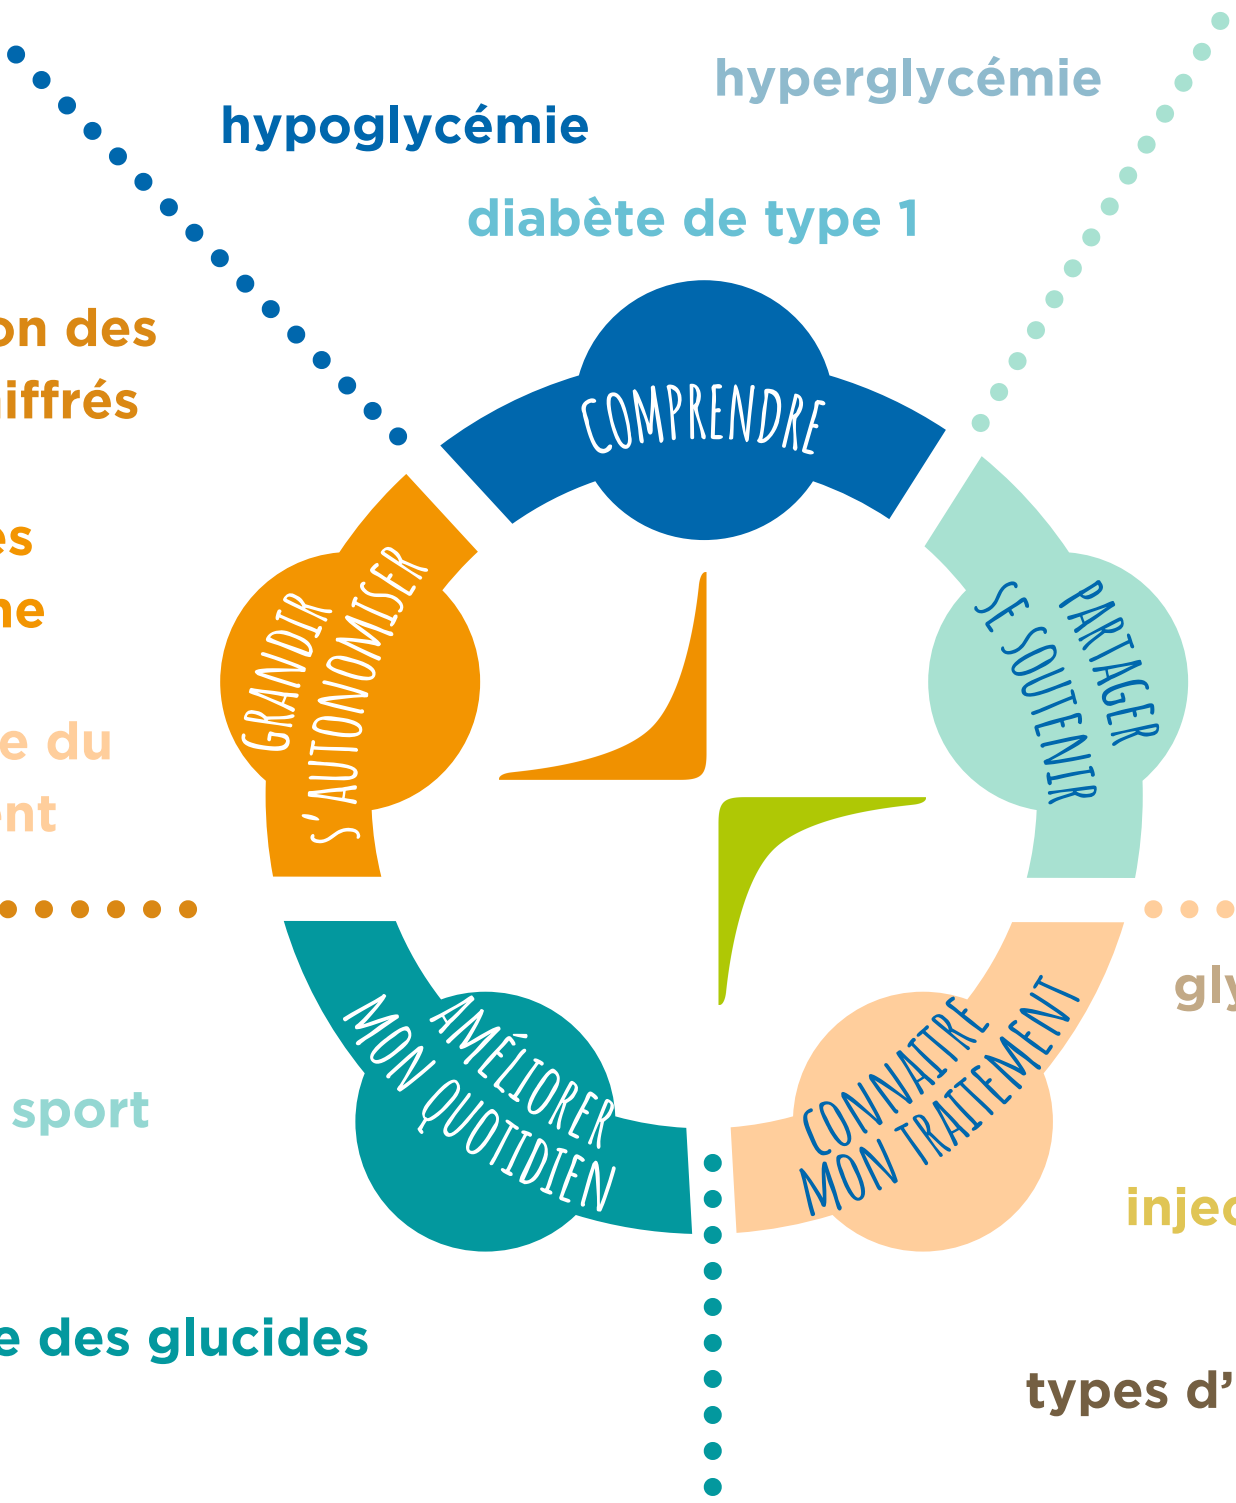 hyperglycémie
hypoglycémie
diabète de type 1
on des
iffrés
COMPRENDRE
es
ne
GRANDIR
S'AUTONOMISER
PARTAGER
SE SOUTENIR
e du
ent
gly
AMÉLIORER
MON QUOTIDIEN
CONNAITRE
MON TRAITEMENT
sport
injec
e des glucides
types d'